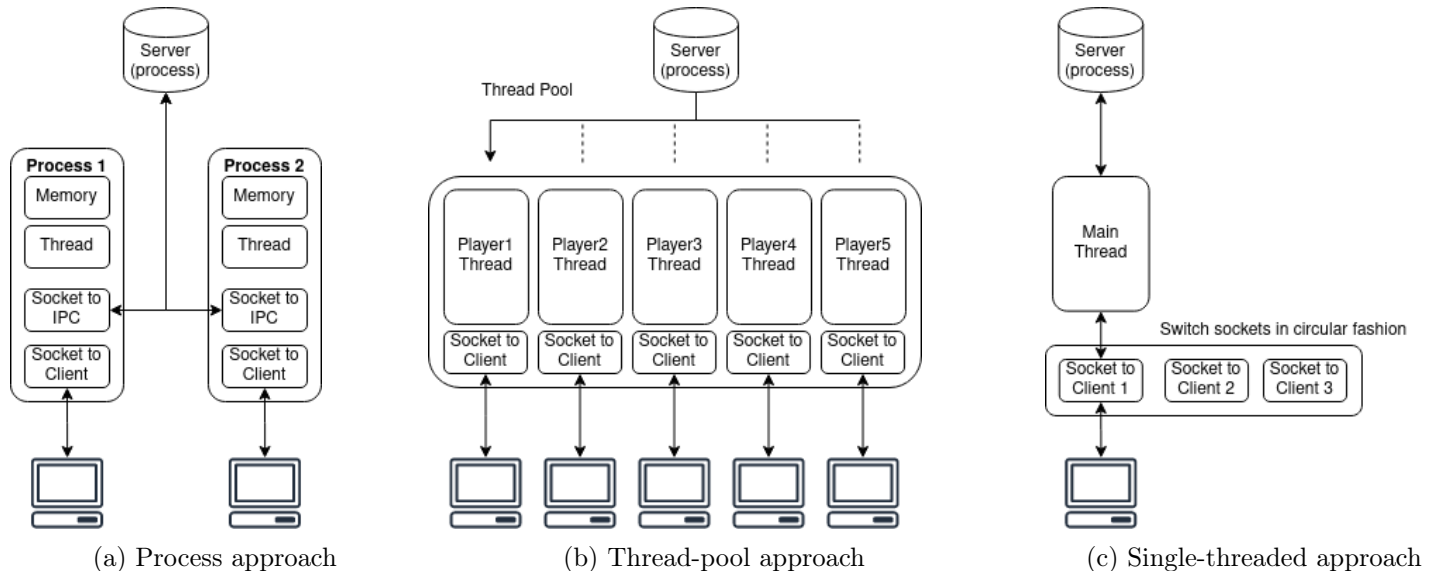 Server
(process)
Process 1
Memory
Thread
Socket to
IPC
Socket to
Client
Process 2
Memory
Thread
Socket to
IPC
Socket to
Client
(a) Process approach
Server
(process)
Thread Pool
Player1
Thread
Player2
Thread
Player3
Thread
Player4
Thread
Player5
Thread
Socket to
Client
Socket to
Client
Socket to
Client
Socket to
Client
Socket to
Client
(b) Thread-pool approach
Server
(process)
Main
Thread
Switch sockets in circular fashion
Socket to
Client 1
Socket to
Client 2
Socket to
Client 3
(c) Single-threaded approach